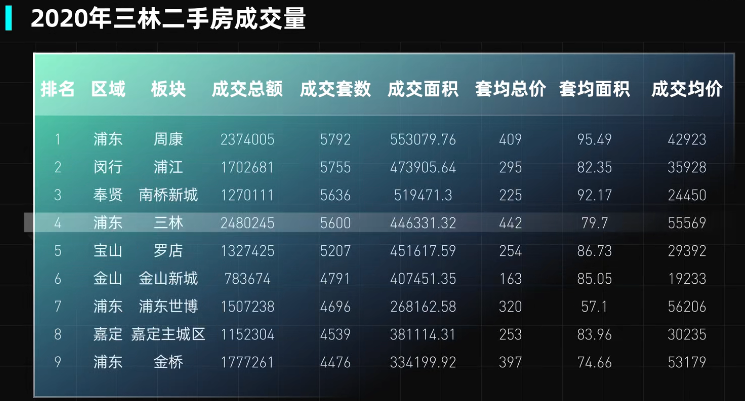 2020年三林二手房成交量
排名 区域 板块 成交总额 成交套数 成交面积 套均总价 套均面积 成交均价
1 浦东 周康 2374005 5792 553079.76 409 95.49 42923
2 闵行 浦江 1702681 5755 473905.64 295 82.35 35928
3 奉贤 南桥新城 1270111 5636 519471.3 225 92.17 24450
4 浦东 三林 2480245 5600 446331.32 442 79.7 55569
5 宝山 罗店 1327425 5207 451617.59 254 86.73 29392
6 金山 金山新城 783674 4791 407451.35 163 85.05 19233
7 浦东 浦东世博 1507238 4696 268162.58 320 57.1 56206
8 嘉定 嘉定主城区 1152304 4539 381114.31 253 83.96 30235
9 浦东 金桥 1777261 4476 334199.92 397 74.66 53179